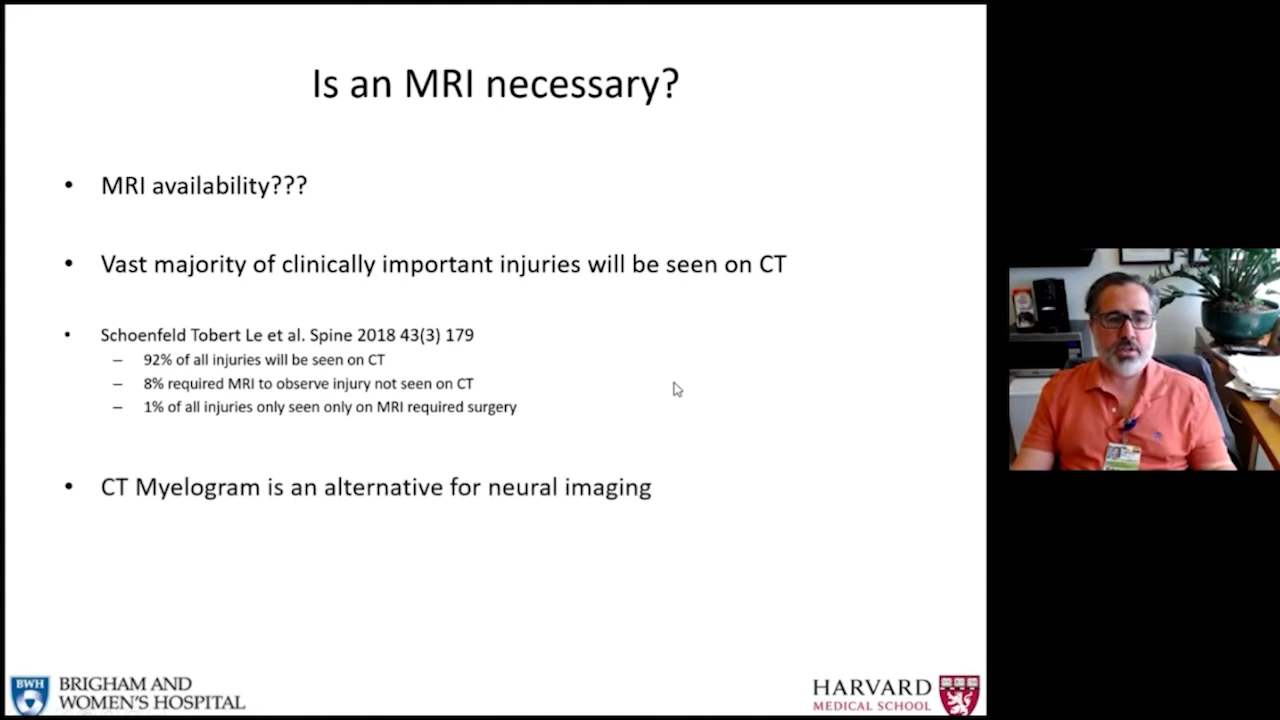 Is an MRI necessary?
• MRI availability???
• Vast majority of clinically important injuries will be seen on CT
• Schoenfeld Tobert Le et al. Spine 2018 43(3) 179
– 92% of all injuries will be seen on CT
– 8% required MRI to observe injury not seen on CT
– 1% of all injuries only seen only on MRI required surgery
• CT Myelogram is an alternative for neural imaging
BWH
BRIGHAM AND
WOMEN'S HOSPITAL
HARVARD
MEDICAL SCHOOL